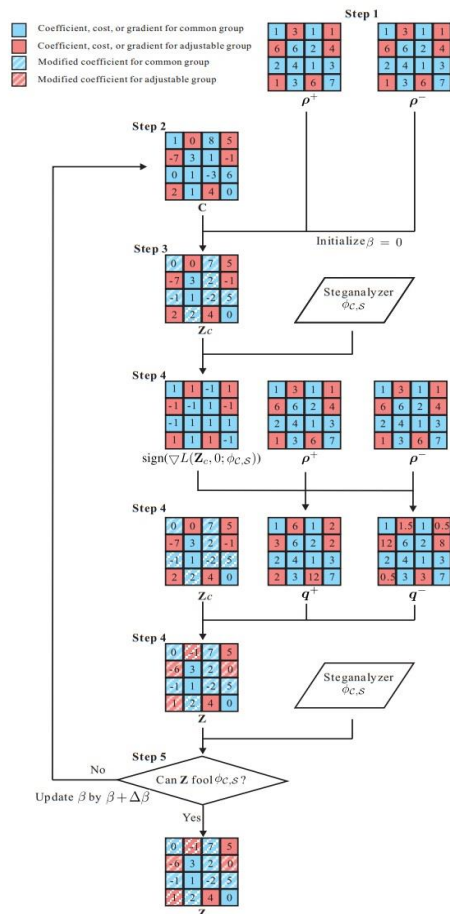 Coefficient, cost, or gradient for common group
Coefficient, cost, or gradient for adjustable group
Modified coefficient for common group
Modified coefficient for adjustable group
Step 1
1 3 1 1
6 6 2 4
2 4 1 3
1 3 6 7
ρ+
1 3 1 1
6 6 2 4
2 4 1 3
1 3 6 7
ρ−
Step 2
1 0 8 5
-7 3 1 -1
0 1 -3 6
2 1 4 0
C
Initialize β = 0
Step 3
0 0 7 5
-7 3 2 -1
-1 1 -2 5
2 2 4 0
Zc
Steganalyzer
ϕC,S
Step 4
1 1 -1 1
-1 -1 1 -1
-1 1 1 1
1 1 1 -1
sign(▽L(Zc, 0; ϕC,S))
1 3 1 1
6 6 2 4
2 4 1 3
1 3 6 7
ρ+
1 3 1 1
6 6 2 4
2 4 1 3
1 3 6 7
ρ−
Step 4
0 0 7 5
-7 3 2 -1
-1 1 -2 5
2 2 4 0
Zc
1 6 1 2
3 6 2 2
2 4 1 3
2 3 12 7
q+
1 1.5 1 0.5
12 6 2 8
2 4 1 3
0.5 3 3 7
q−
Step 4
0 -1 7 5
-6 3 2 0
-1 1 -2 5
1 2 4 0
Z
Steganalyzer
ϕC,S
Step 5
Can Z fool ϕC,S?
No
Update β by β + Δβ
Yes
0 -1 7 5
-6 3 2 0
-1 1 -2 5
1 2 4 0
Z